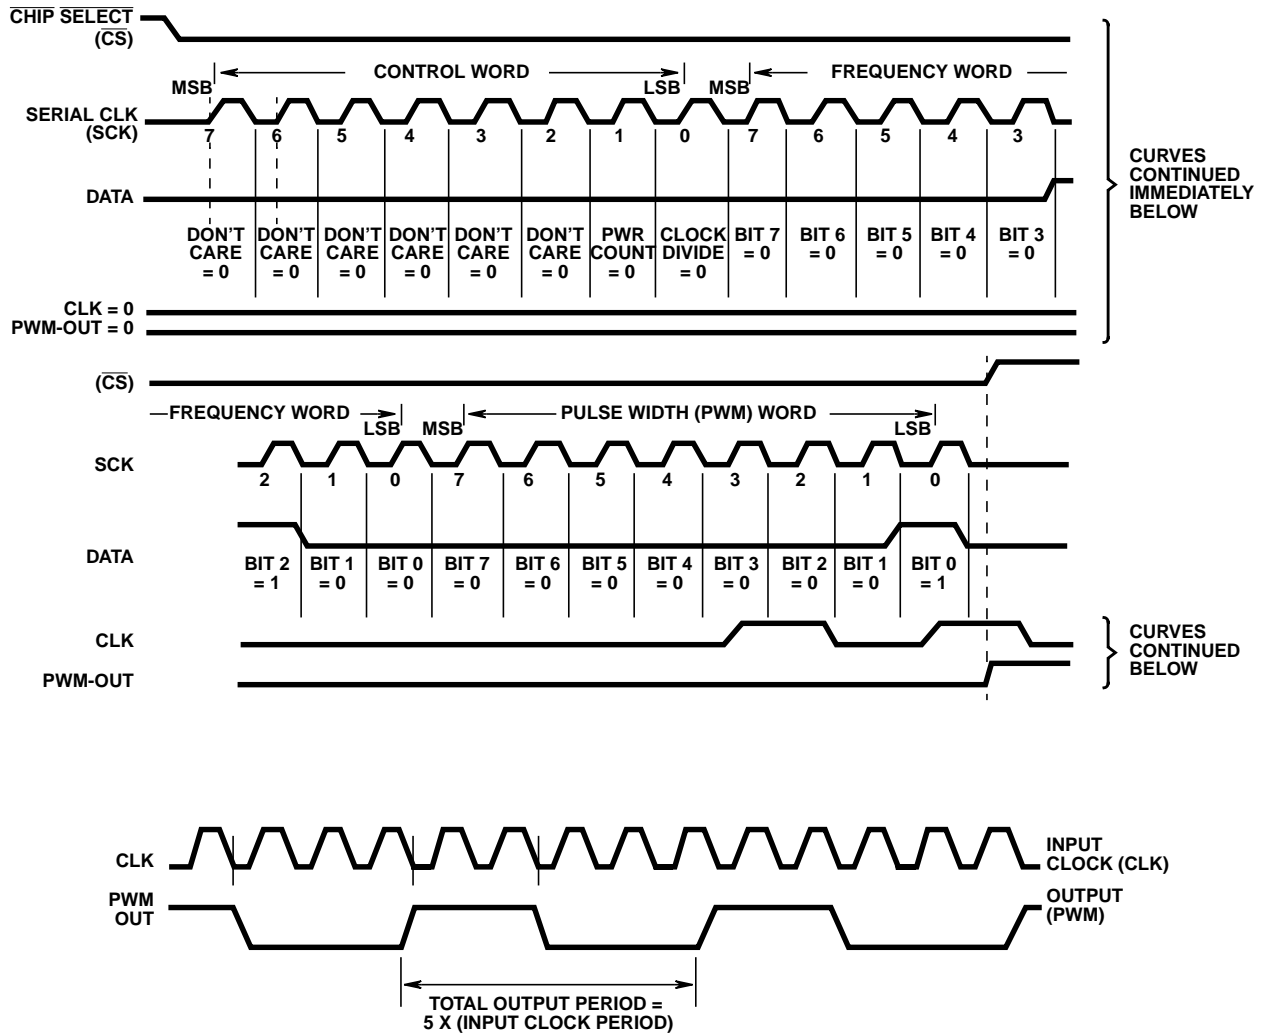 CHIP SELECT
(CS)
MSB
CONTROL WORD
LSB
MSB
FREQUENCY WORD
SERIAL CLK
(SCK)
7 6 5 4 3 2 1 0 7 6 5 4 3
DATA
DON'T CARE = 0
DON'T CARE = 0
DON'T CARE = 0
DON'T CARE = 0
DON'T CARE = 0
DON'T CARE = 0
PWR COUNT = 0
CLOCK DIVIDE = 0
BIT 7 = 0
BIT 6 = 0
BIT 5 = 0
BIT 4 = 0
BIT 3 = 0
CLK = 0
PWM-OUT = 0
CURVES
CONTINUED
IMMEDIATELY
BELOW
(CS)
FREQUENCY WORD
LSB
MSB
PULSE WIDTH (PWM) WORD
LSB
SCK
2 1 0 7 6 5 4 3 2 1 0
DATA
BIT 2 = 1
BIT 1 = 0
BIT 0 = 0
BIT 7 = 0
BIT 6 = 0
BIT 5 = 0
BIT 4 = 0
BIT 3 = 0
BIT 2 = 0
BIT 1 = 0
BIT 0 = 1
CLK
PWM-OUT
CURVES
CONTINUED
BELOW
CLK
INPUT
CLOCK (CLK)
PWM
OUT
OUTPUT
(PWM)
TOTAL OUTPUT PERIOD =
5 X (INPUT CLOCK PERIOD)